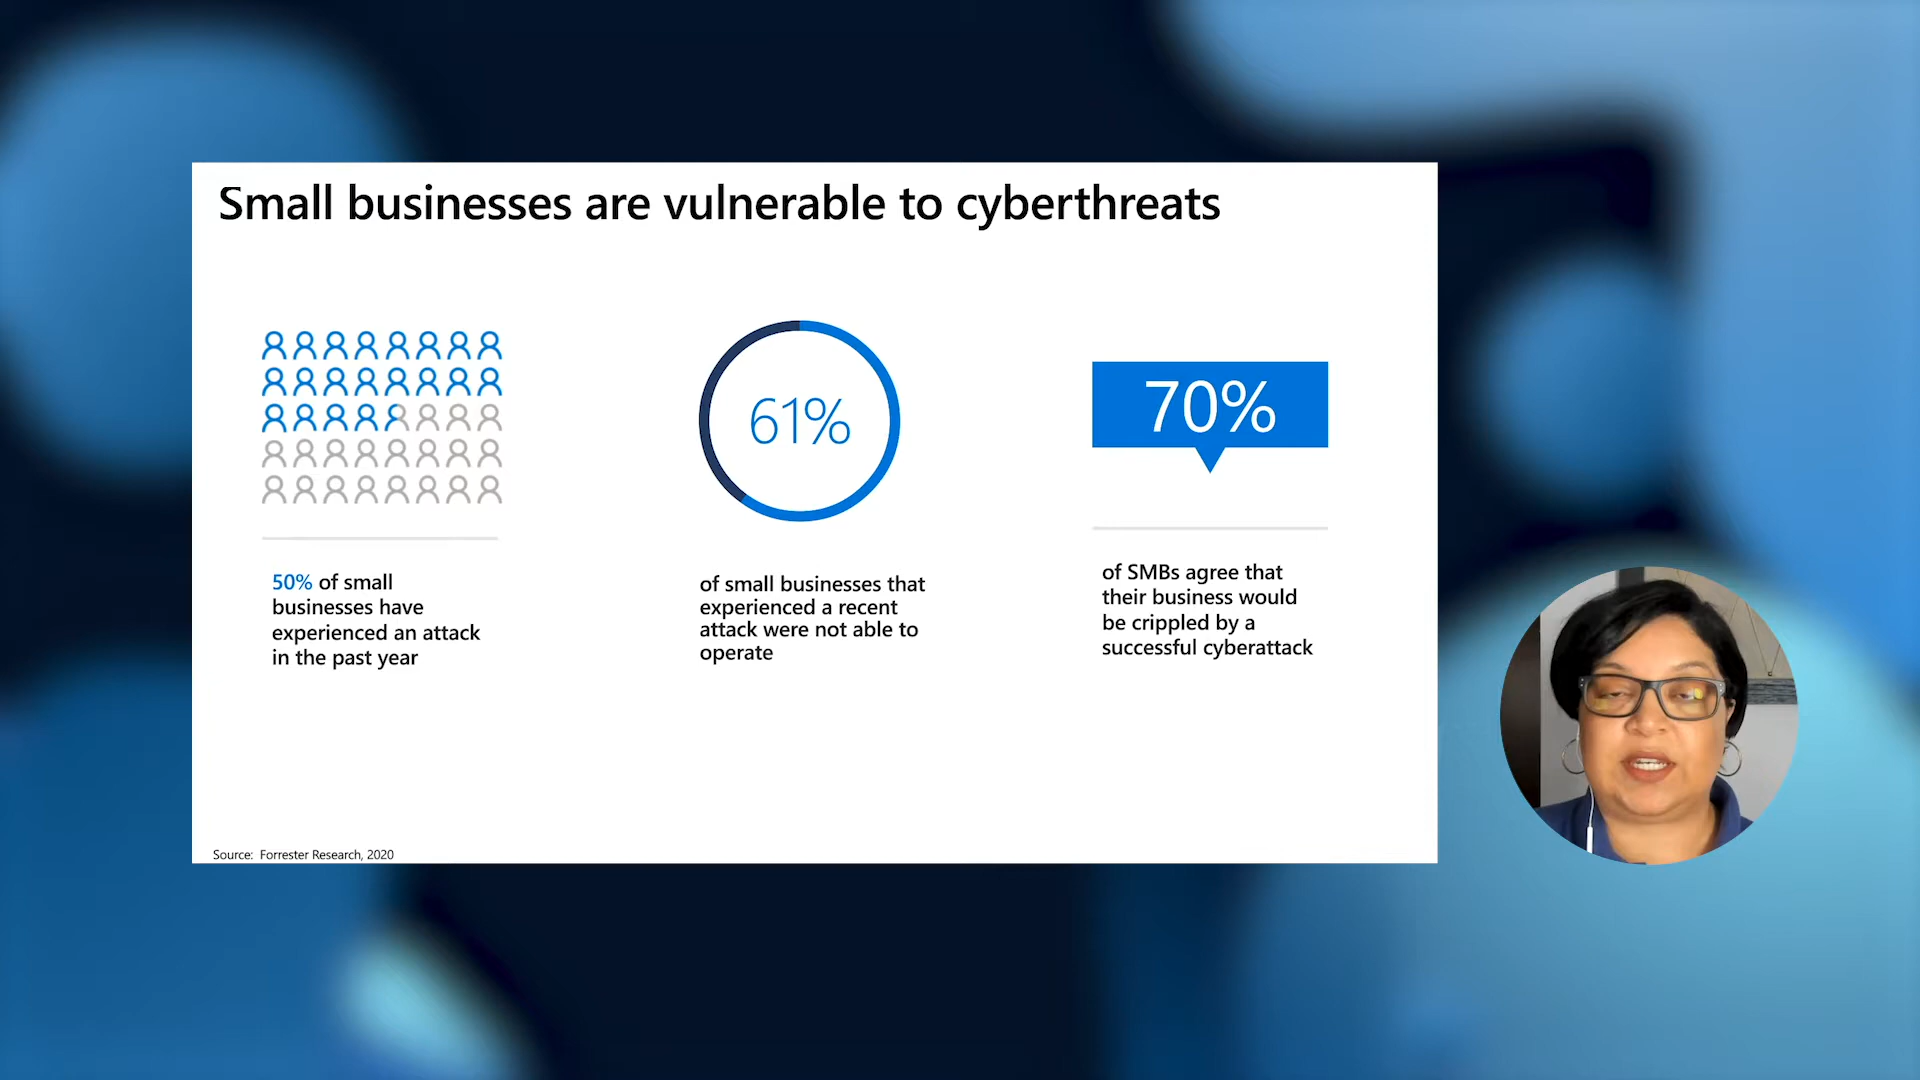 Small businesses are vulnerable to cyberthreats
50% of small
businesses have
experienced an attack
in the past year
61%
of small businesses that
experienced a recent
attack were not able to
operate
70%
of SMBs agree that
their business would
be crippled by a
successful cyberattack
Source: Forrester Research, 2020